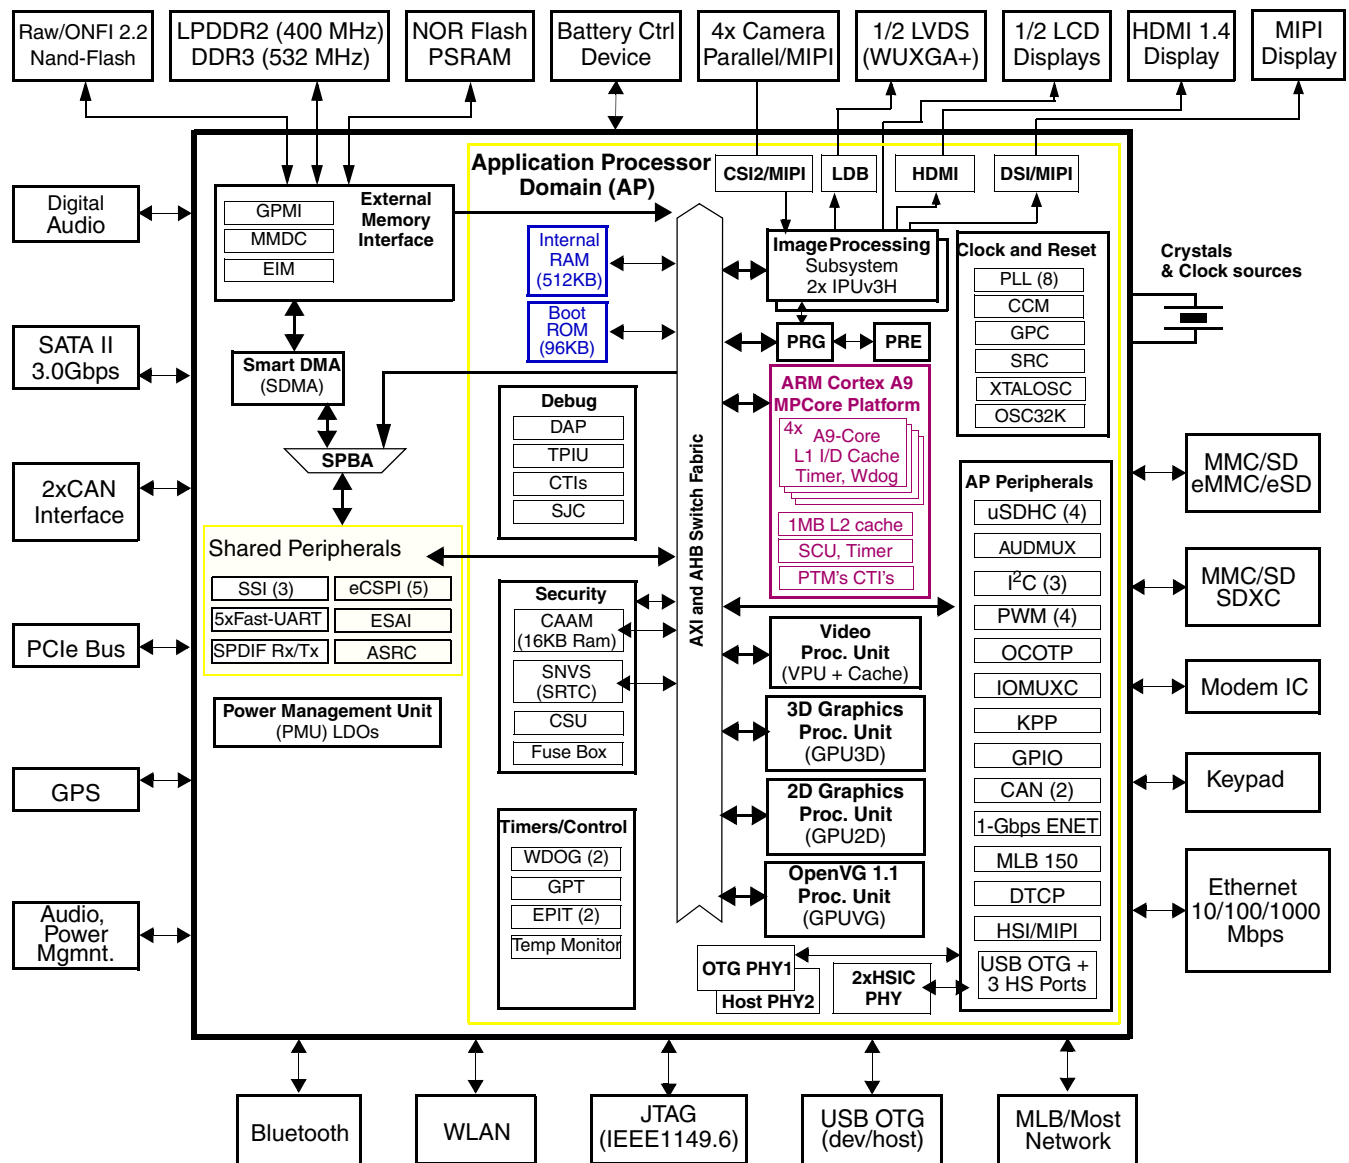 Raw/ONFI 2.2
Nand-Flash
LPDDR2 (400 MHz)
DDR3 (532 MHz)
NOR Flash
PSRAM
Battery Ctrl
Device
4x Camera
Parallel/MIPI
1/2 LVDS
(WUXGA+)
1/2 LCD
Displays
HDMI 1.4
Display
MIPI
Display
Application Processor
Domain (AP)
CSI2/MIPI
LDB
HDMI
DSI/MIPI
Digital
Audio
SATA II
3.0Gbps
2xCAN
Interface
PCIe Bus
GPS
Audio,
Power
Mgmnt.
External
Memory
Interface
GPMI
MMDC
EIM
Smart DMA
(SDMA)
SPBA
Shared Peripherals
SSI (3)
eCSPI (5)
5xFast-UART
ESAI
SPDIF Rx/Tx
ASRC
Power Management Unit
(PMU) LDOs
Internal
RAM
(512KB)
Boot
ROM
(96KB)
Debug
DAP
TPIU
CTIs
SJC
Security
CAAM
(16KB Ram)
SNVS
(SRTC)
CSU
Fuse Box
Timers/Control
WDOG (2)
GPT
EPIT (2)
Temp Monitor
AXI and AHB Switch Fabric
Image Processing
Subsystem
2x IPUv3H
PRG
PRE
ARM Cortex A9
MPCore Platform
4x
A9-Core
L1 I/D Cache
Timer, Wdog
1MB L2 cache
SCU, Timer
PTM's CTI's
Video
Proc. Unit
(VPU + Cache)
3D Graphics
Proc. Unit
(GPU3D)
2D Graphics
Proc. Unit
(GPU2D)
OpenVG 1.1
Proc. Unit
(GPUVG)
OTG PHY1
Host PHY2
2xHSIC
PHY
Clock and Reset
PLL (8)
CCM
GPC
SRC
XTALOSC
OSC32K
AP Peripherals
uSDHC (4)
AUDMUX
I2C (3)
PWM (4)
OCOTP
IOMUXC
KPP
GPIO
CAN (2)
1-Gbps ENET
MLB 150
DTCP
HSI/MIPI
USB OTG +
3 HS Ports
Crystals
& Clock sources
MMC/SD
eMMC/eSD
MMC/SD
SDXC
Modem IC
Keypad
Ethernet
10/100/1000
Mbps
Bluetooth
WLAN
JTAG
(IEEE1149.6)
USB OTG
(dev/host)
MLB/Most
Network